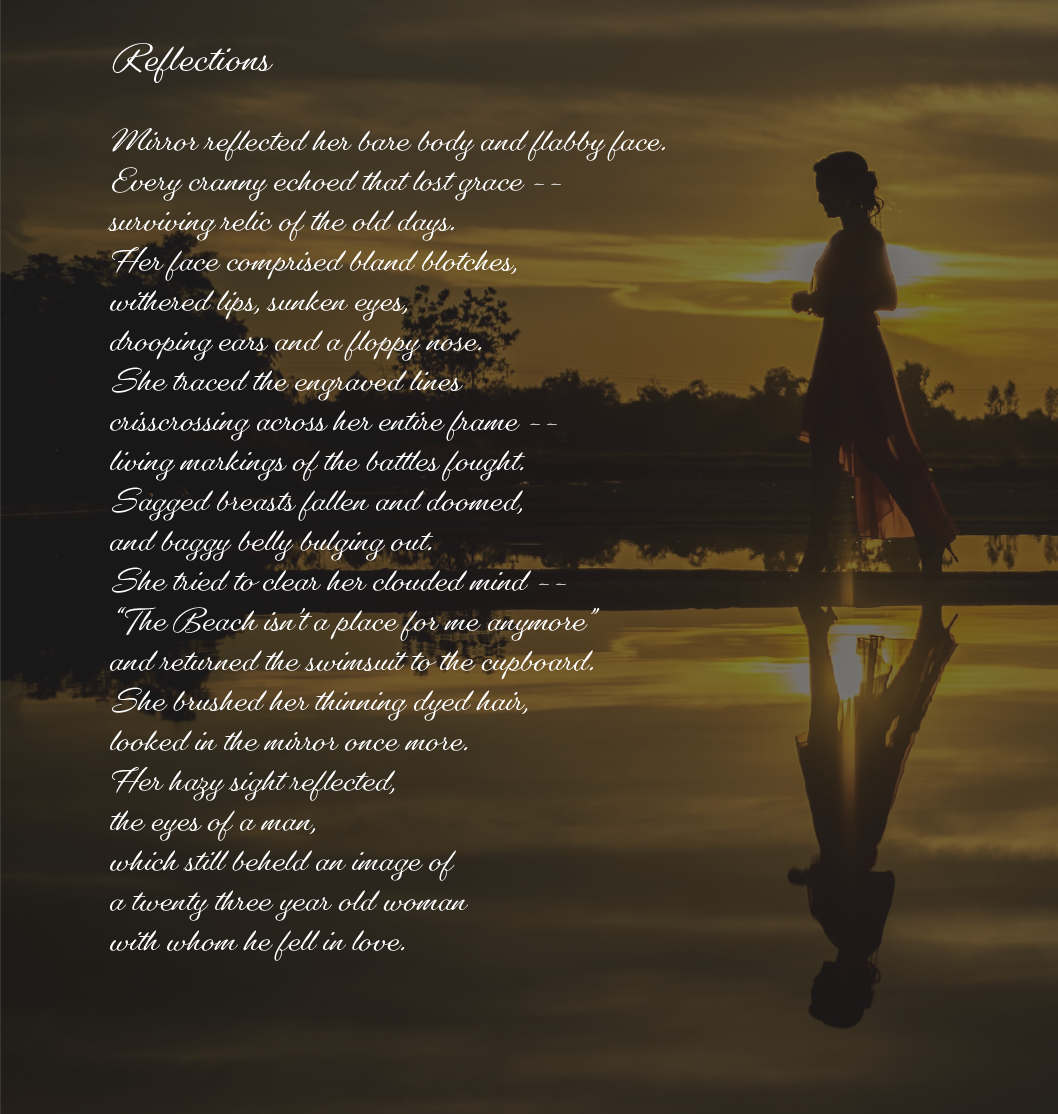 Reflections
Mirror reflected her bare body and flabby face.
Every cranny echoed that lost grace --
surviving relic of the old days.
Her face comprised bland blotches,
withered lips, sunken eyes,
drooping ears and a floppy nose.
She traced the engraved lines
crisscrossing across her entire frame --
living markings of the battles fought.
Sagged breasts fallen and doomed,
and baggy belly bulging out.
She tried to clear her clouded mind --
“The Beach isn’t a place for me anymore”
and returned the swimsuit to the cupboard.
She brushed her thinning dyed hair,
looked in the mirror once more.
Her hazy sight reflected,
the eyes of a man,
which still beheld an image of
a twenty three year old woman
with whom he fell in love.